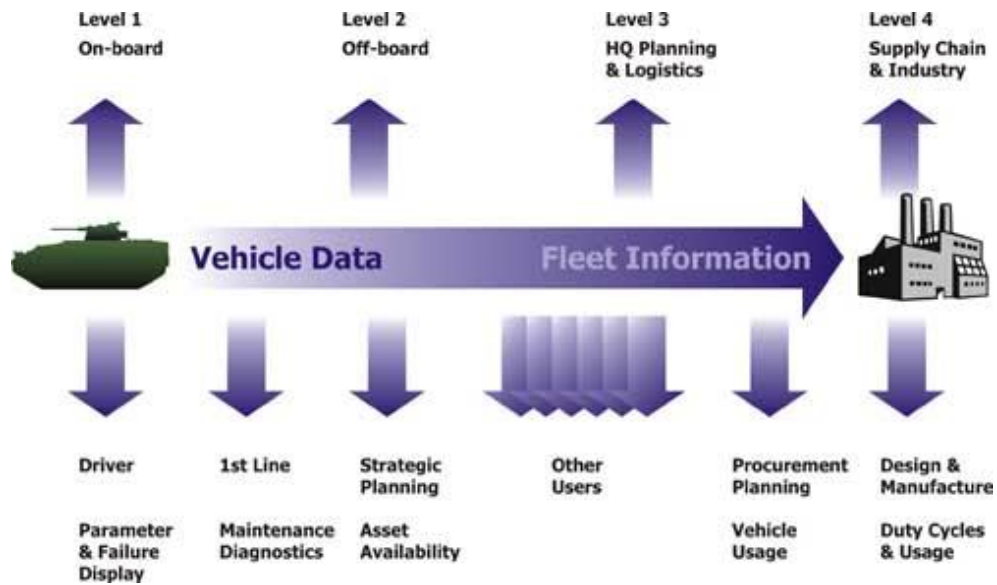 Level 1
On-board
Level 2
Off-board
Level 3
HQ Planning
& Logistics
Level 4
Supply Chain
& Industry
Vehicle Data
Fleet Information
Driver
Parameter
& Failure
Display
1st Line
Maintenance
Diagnostics
Strategic
Planning
Asset
Availability
Other
Users
Procurement
Planning
Vehicle
Usage
Design &
Manufacture
Duty Cycles
& Usage